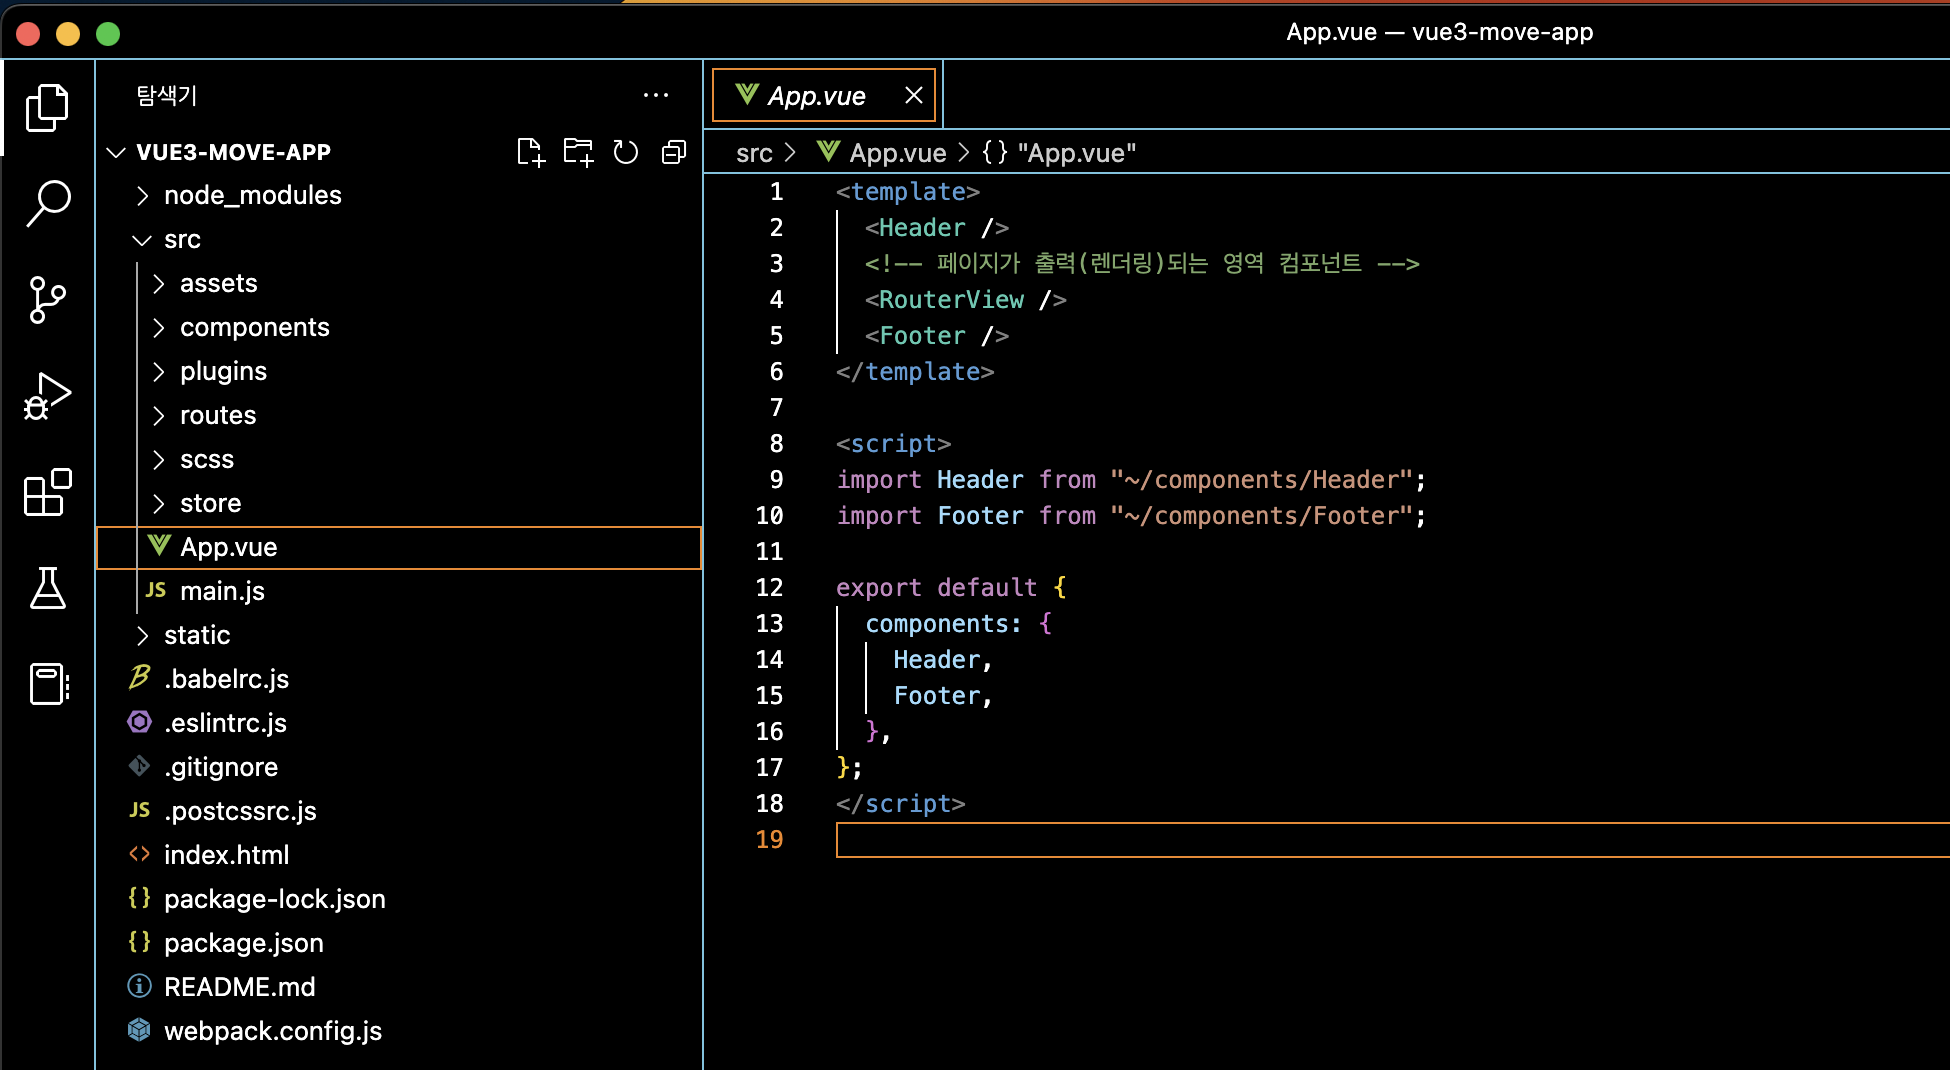 App.vue — vue3-move-app
탐색기
VUE3-MOVE-APP
node_modules
src
assets
components
plugins
routes
scss
store
App.vue
JS main.js
static
.babelrc.js
.eslintrc.js
.gitignore
JS .postcssrc.js
<> index.html
{} package-lock.json
{} package.json
README.md
webpack.config.js
App.vue
src > App.vue > {} "App.vue"
1 <template>
2 <Header />
3 <!-- 페이지가 출력(렌더링)되는 영역 컴포넌트 -->
4 <RouterView />
5 <Footer />
6 </template>
7
8 <script>
9 import Header from "~/components/Header";
10 import Footer from "~/components/Footer";
11
12 export default {
13 components: {
14 Header,
15 Footer,
16 },
17 };
18 </script>
19